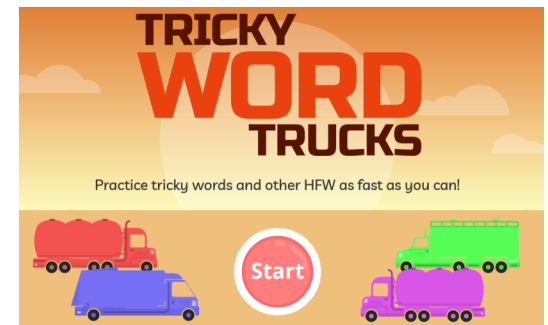 TRICKY
WORD
TRUCKS
Practice tricky words and other HFW as fast as you can!
Start